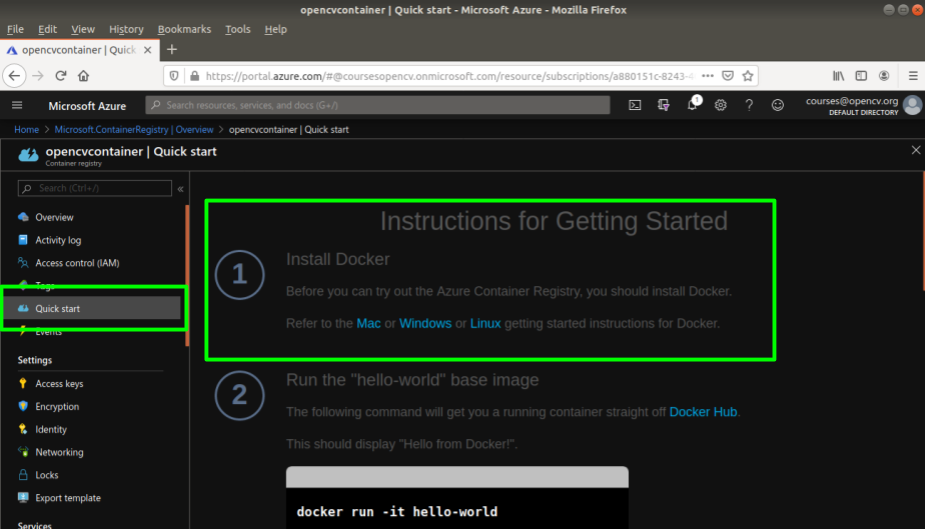 opencvcontainer | Quick start - Microsoft Azure - Mozilla Firefox
File Edit View History Bookmarks Tools Help
opencvcontainer | Quick
https://portal.azure.com/#@coursesopencv.onmicrosoft.com/resource/subscriptions/a880151c-8243-4
Microsoft Azure
Search resources, services, and docs (G+/)
1
courses@opencv.org
DEFAULT DIRECTORY
Home > Microsoft.ContainerRegistry | Overview > opencvcontainer | Quick start
opencvcontainer | Quick start
Container registry
Search (Ctrl+/)
Overview
Activity log
Access control (IAM)
Tags
Quick start
Events
Settings
Access keys
Encryption
Identity
Networking
Locks
Export template
Services
Instructions for Getting Started
1
Install Docker
Before you can try out the Azure Container Registry, you should install Docker.
Refer to the Mac or Windows or Linux getting started instructions for Docker.
2
Run the "hello-world" base image
The following command will get you a running container straight off Docker Hub.
This should display "Hello from Docker!".
docker run -it hello-world